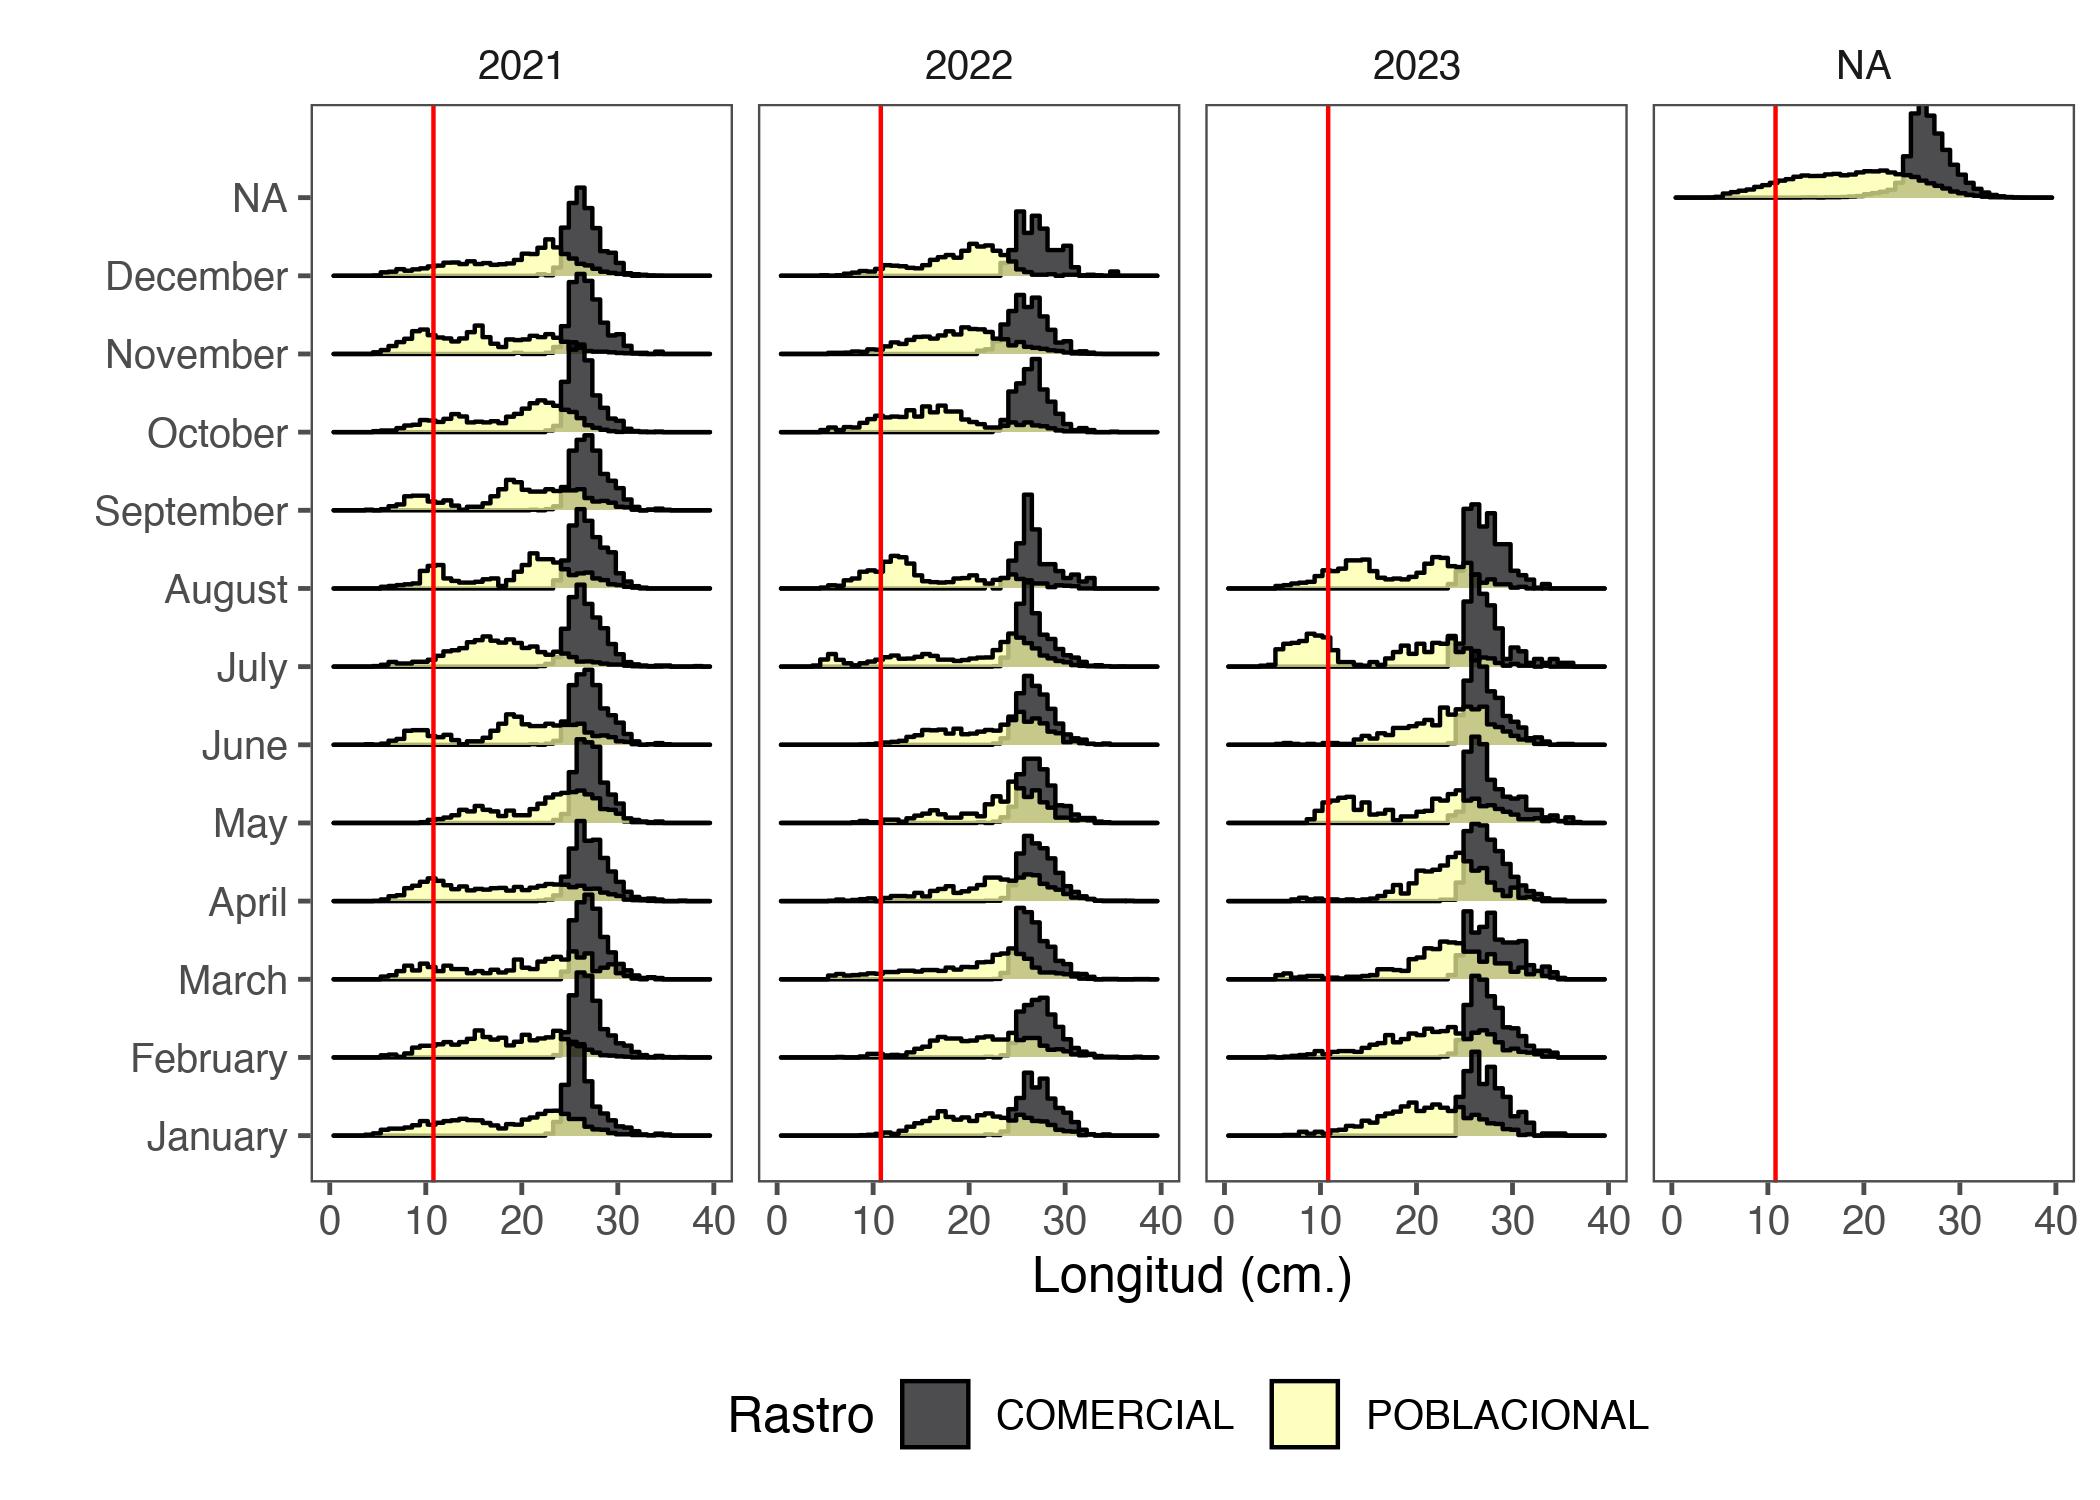 2021 2022 2023 NA
NA
December
November
October
September
August
July
June
May
April
March
February
January
0 10 20 30 40 0 10 20 30 40 0 10 20 30 40 0 10 20 30 40
Longitud (cm.)
Rastro COMERCIAL POBLACIONAL